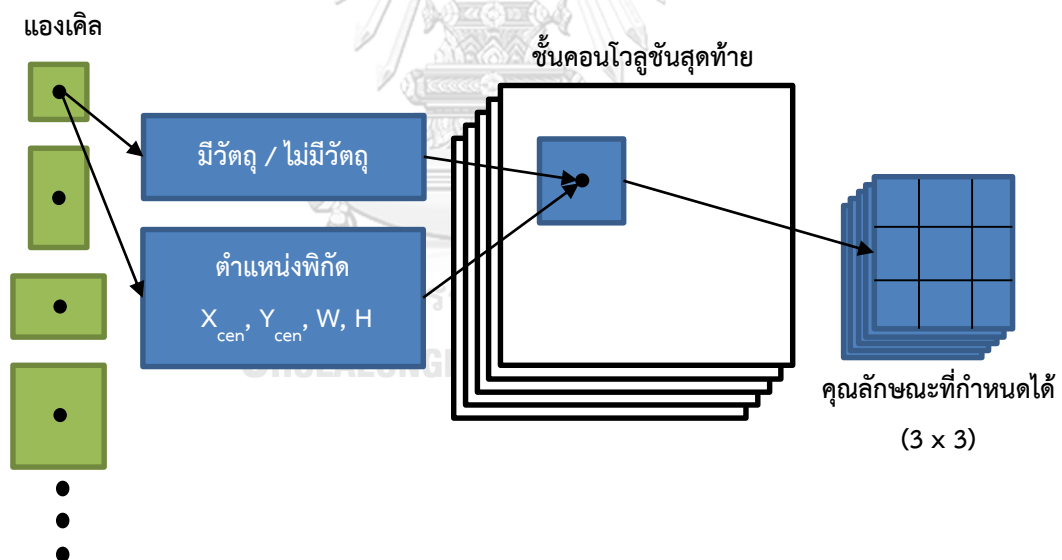 แองเคิล
ชั้นคอนโวลูชันสุดท้าย
มีวัตถุ / ไม่มีวัตถุ
ตำแหน่งพิกัด
Xcen, Ycen, W, H
คุณลักษณะที่กำหนดได้
(3 x 3)